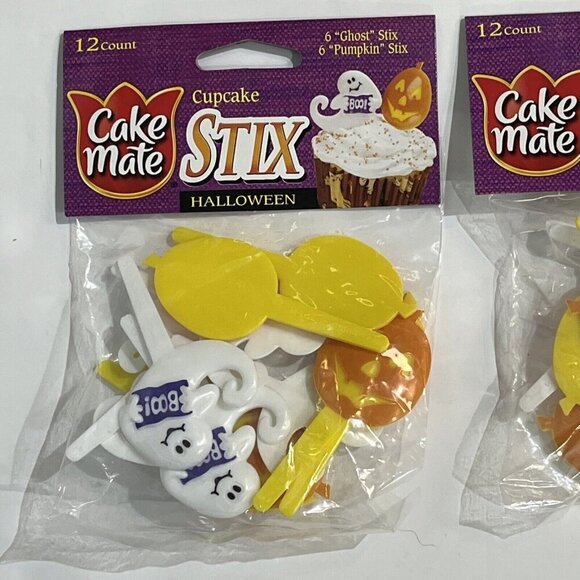 12 Count
6 "Ghost" Stix
6 "Pumpkin" Stix
Cake
Mate
Cupcake
STIX
HALLOWEEN
BOO!
BOO!
BOO!
12 Count
Cake
Mate